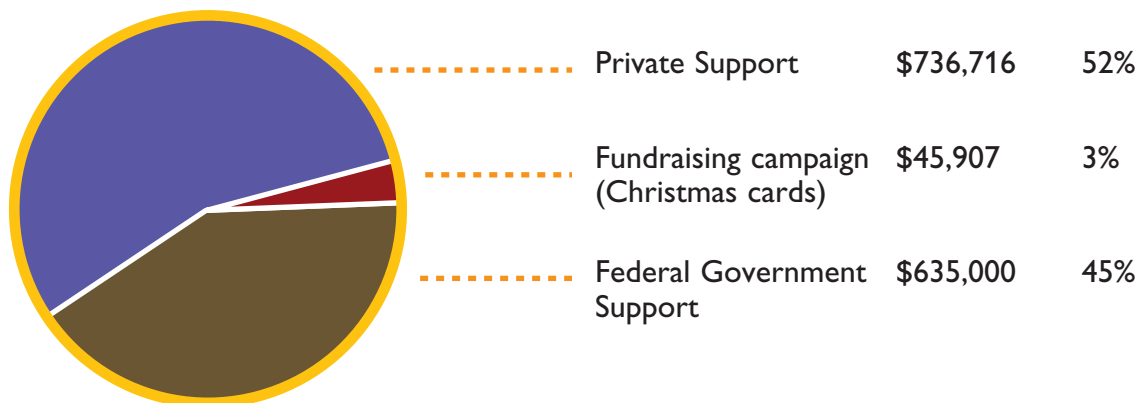 Private Support $736,716 52%
Fundraising campaign $45,907 3%
(Christmas cards)
Federal Government $635,000 45%
Support